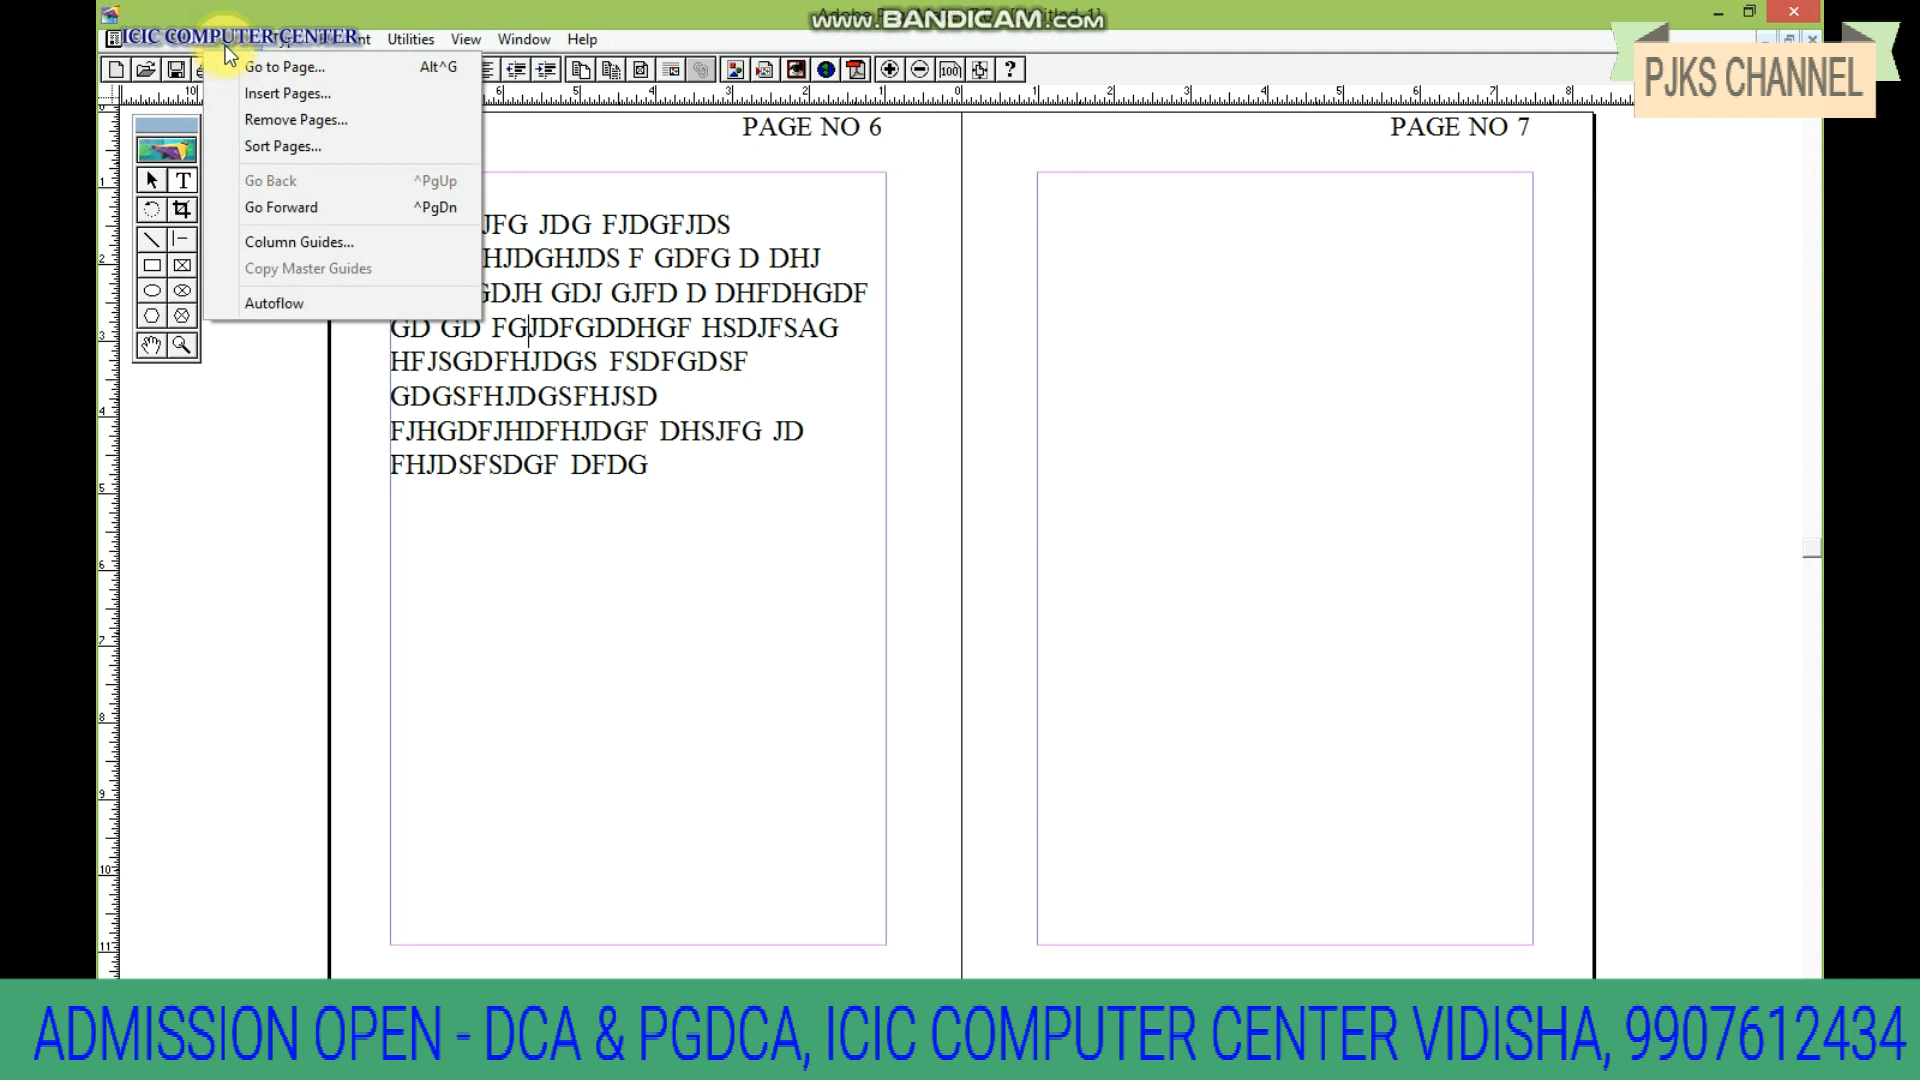 www.BANDICAM.com
ICIC COMPUTER CENTER
Utilities View Window Help
Go to Page... Alt^G
Insert Pages...
Remove Pages...
Sort Pages...
Go Back ^PgUp
Go Forward ^PgDn
Column Guides...
Copy Master Guides
Autoflow
PJKS CHANNEL
PAGE NO 6
PAGE NO 7
JFG JDG FJDGFJDS
HJDGHJDS F GDFG D DHJ
GDJH GDJ GJFD D DHFDHGDF
GD GD FGJDFGDDHGF HSDJFSAG
HFJSGDFHJDGS FSDFGDSF
GDGSFHJDGSFHJSD
FJHGDFJHDFHJDGF DHSJFG JD
FHJDSFSDGF DFDG
ADMISSION OPEN - DCA & PGDCA, ICIC COMPUTER CENTER VIDISHA, 9907612434